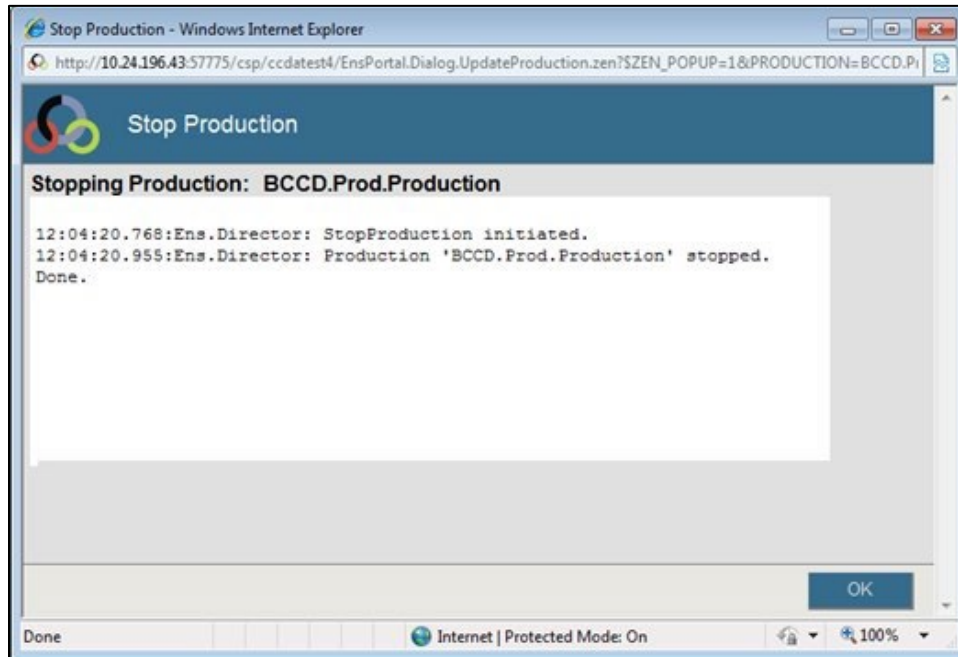 Stop Production - Windows Internet Explorer
http://10.24.196.43:57775/csp/ccdatest4/EnsPortal.Dialog.UpdateProduction.zen?$ZEN_POPUP=1&PRODUCTION=BCCD.Pr
Stop Production
Stopping Production: BCCD.Prod.Production
12:04:20.768:Ens.Director: StopProduction initiated.
12:04:20.955:Ens.Director: Production 'BCCD.Prod.Production' stopped.
Done.
OK
Done Internet | Protected Mode: On 100%